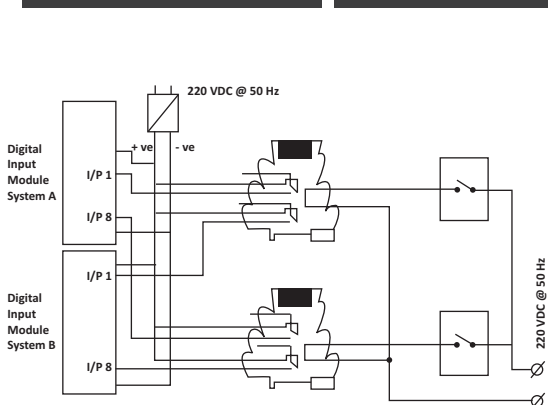 220 VDC @ 50 Hz
+ ve
- ve
Digital
Input
Module
System A
I/P 1
I/P 8
Digital
Input
Module
System B
I/P 1
I/P 8
220 VDC @ 50 Hz